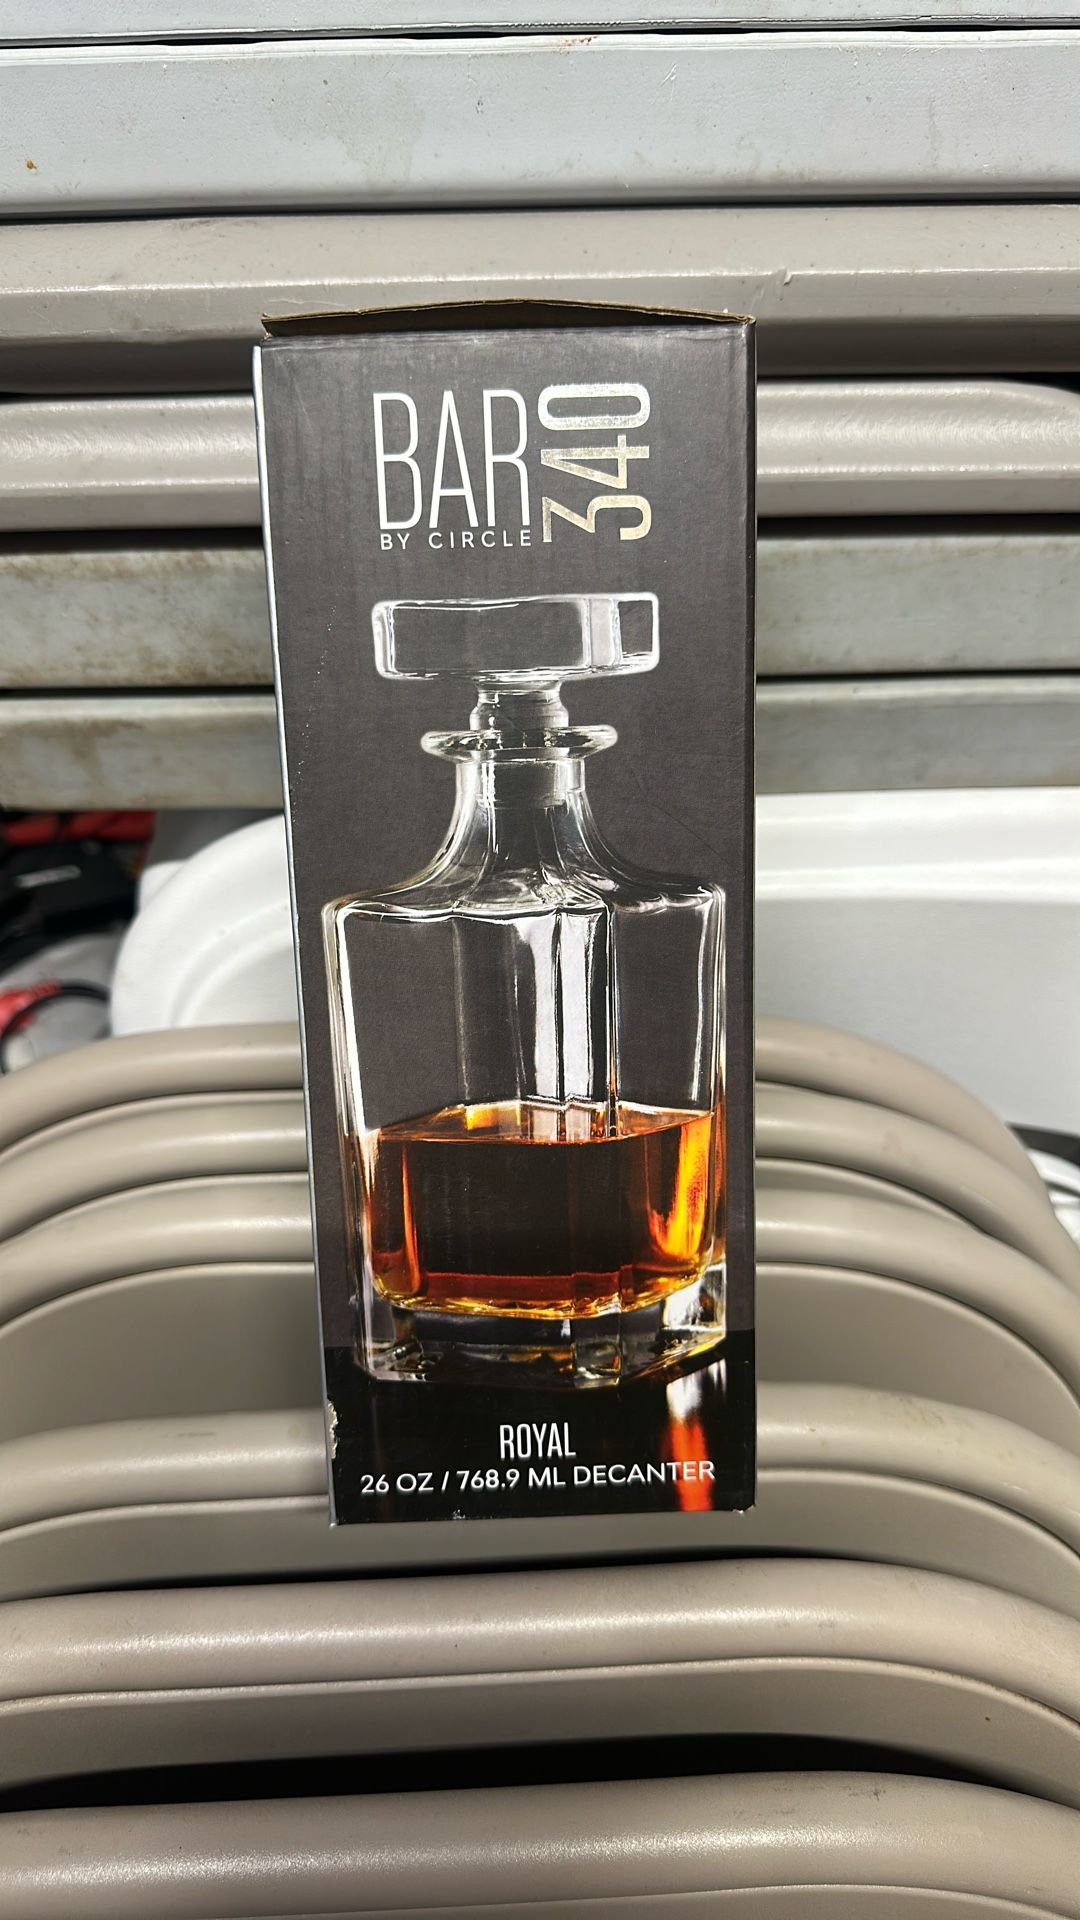 BAR 340
BY CIRCLE
ROYAL
26 OZ / 768.9 ML DECANTER